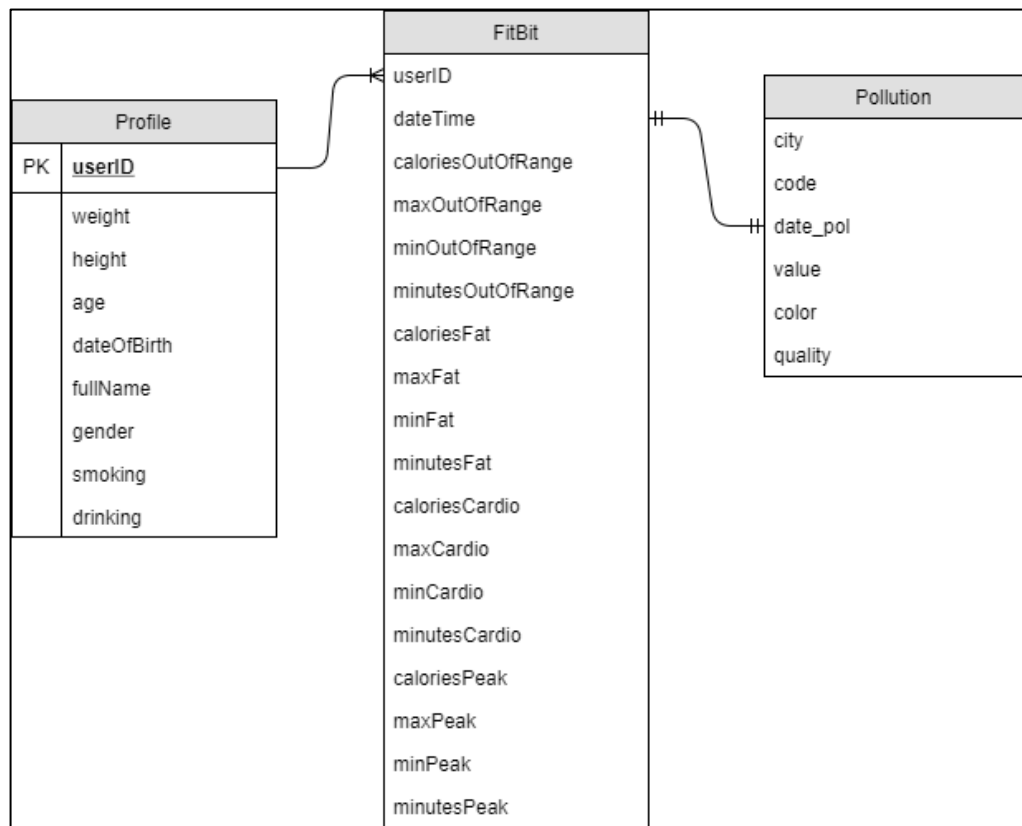 Profile
PK userID
weight
height
age
dateOfBirth
fullName
gender
smoking
drinking
FitBit
userID
dateTime
caloriesOutOfRange
maxOutOfRange
minOutOfRange
minutesOutOfRange
caloriesFat
maxFat
minFat
minutesFat
caloriesCardio
maxCardio
minCardio
minutesCardio
caloriesPeak
maxPeak
minPeak
minutesPeak
Pollution
city
code
date_pol
value
color
quality